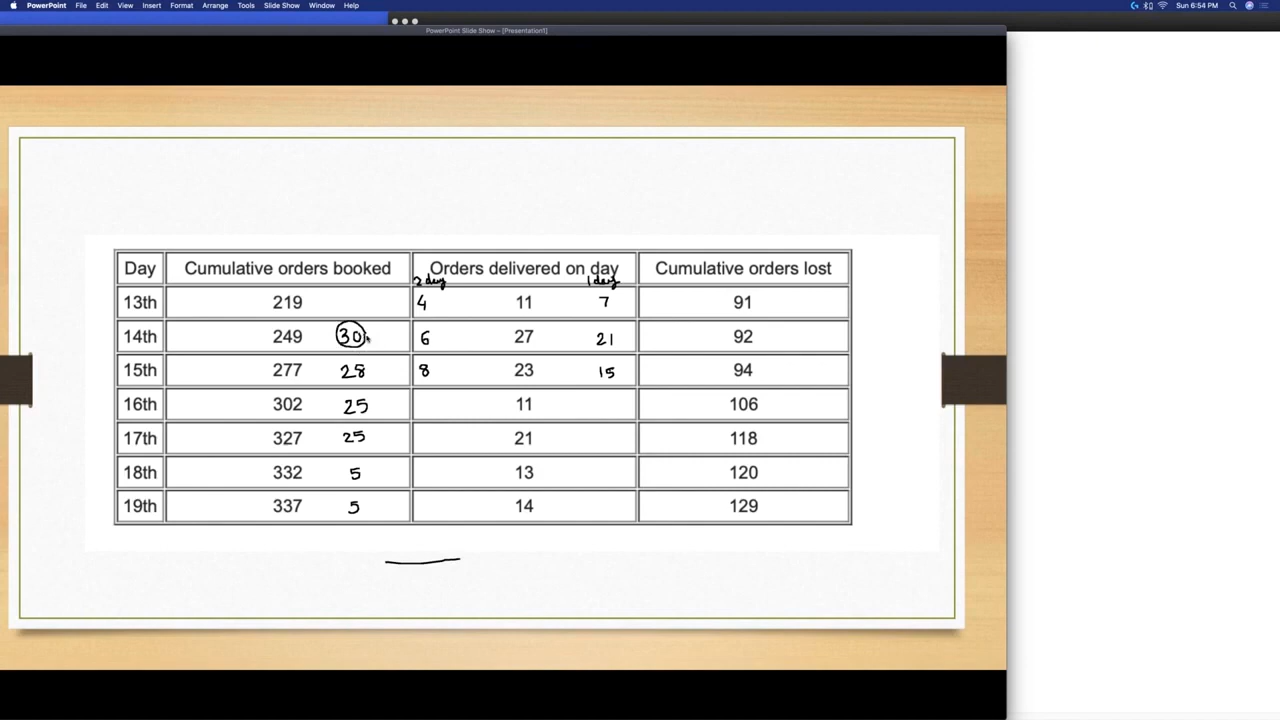 PowerPoint File Edit View Insert Format Arrange Tools Slide Show Window Help Sun 6:54 PM
PowerPoint Slide Show – [Presentation1]
Day Cumulative orders booked Orders delivered on day Cumulative orders lost
2 day 1 day
13th 219 4 11 7 91
14th 249 30 6 27 21 92
15th 277 28 8 23 15 94
16th 302 25 11 106
17th 327 25 21 118
18th 332 5 13 120
19th 337 5 14 129